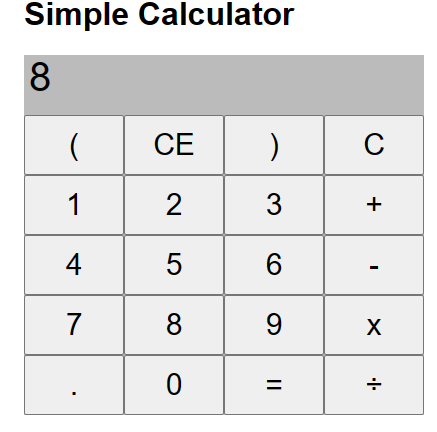 Simple Calculator
8
( CE ) C
1 2 3 +
4 5 6 -
7 8 9 x
. 0 = ÷